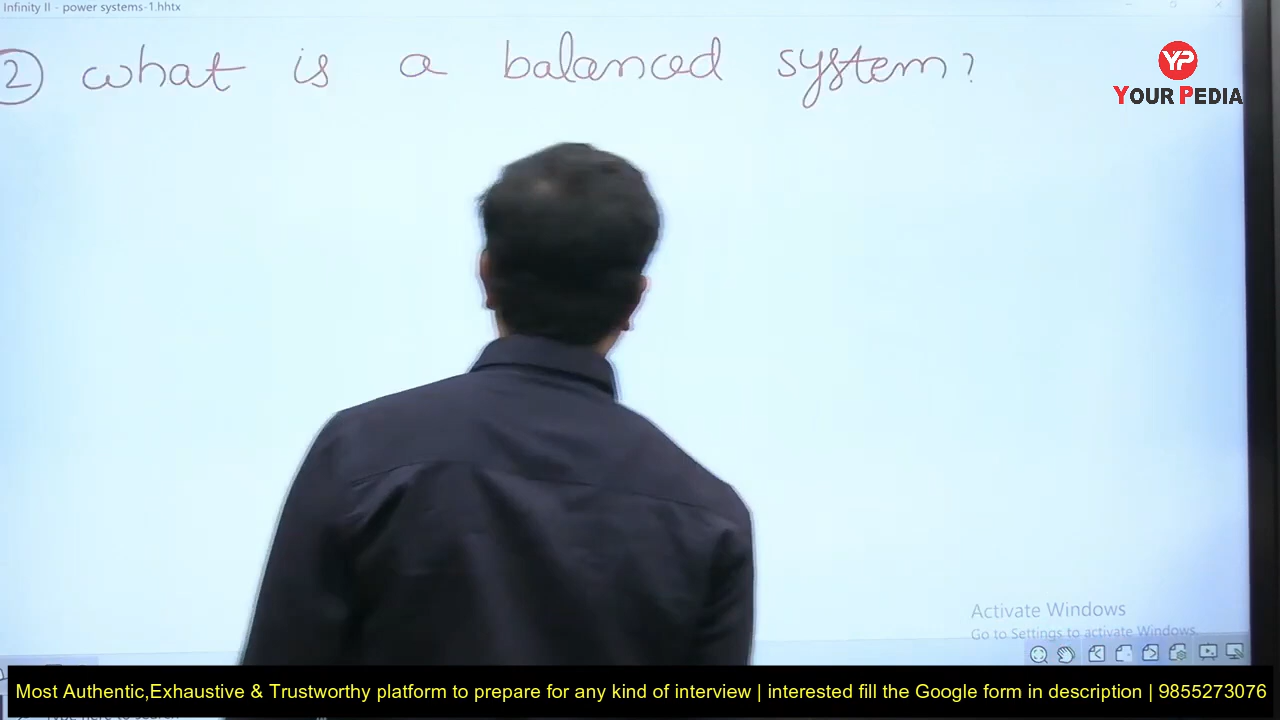 Infinity II - power systems-1.hhtx
2) what is a balanced system?
YP
YOUR PEDIA
Activate Windows
Go to Settings to activate Windows.
Most Authentic,Exhaustive & Trustworthy platform to prepare for any kind of interview | interested fill the Google form in description | 9855273076